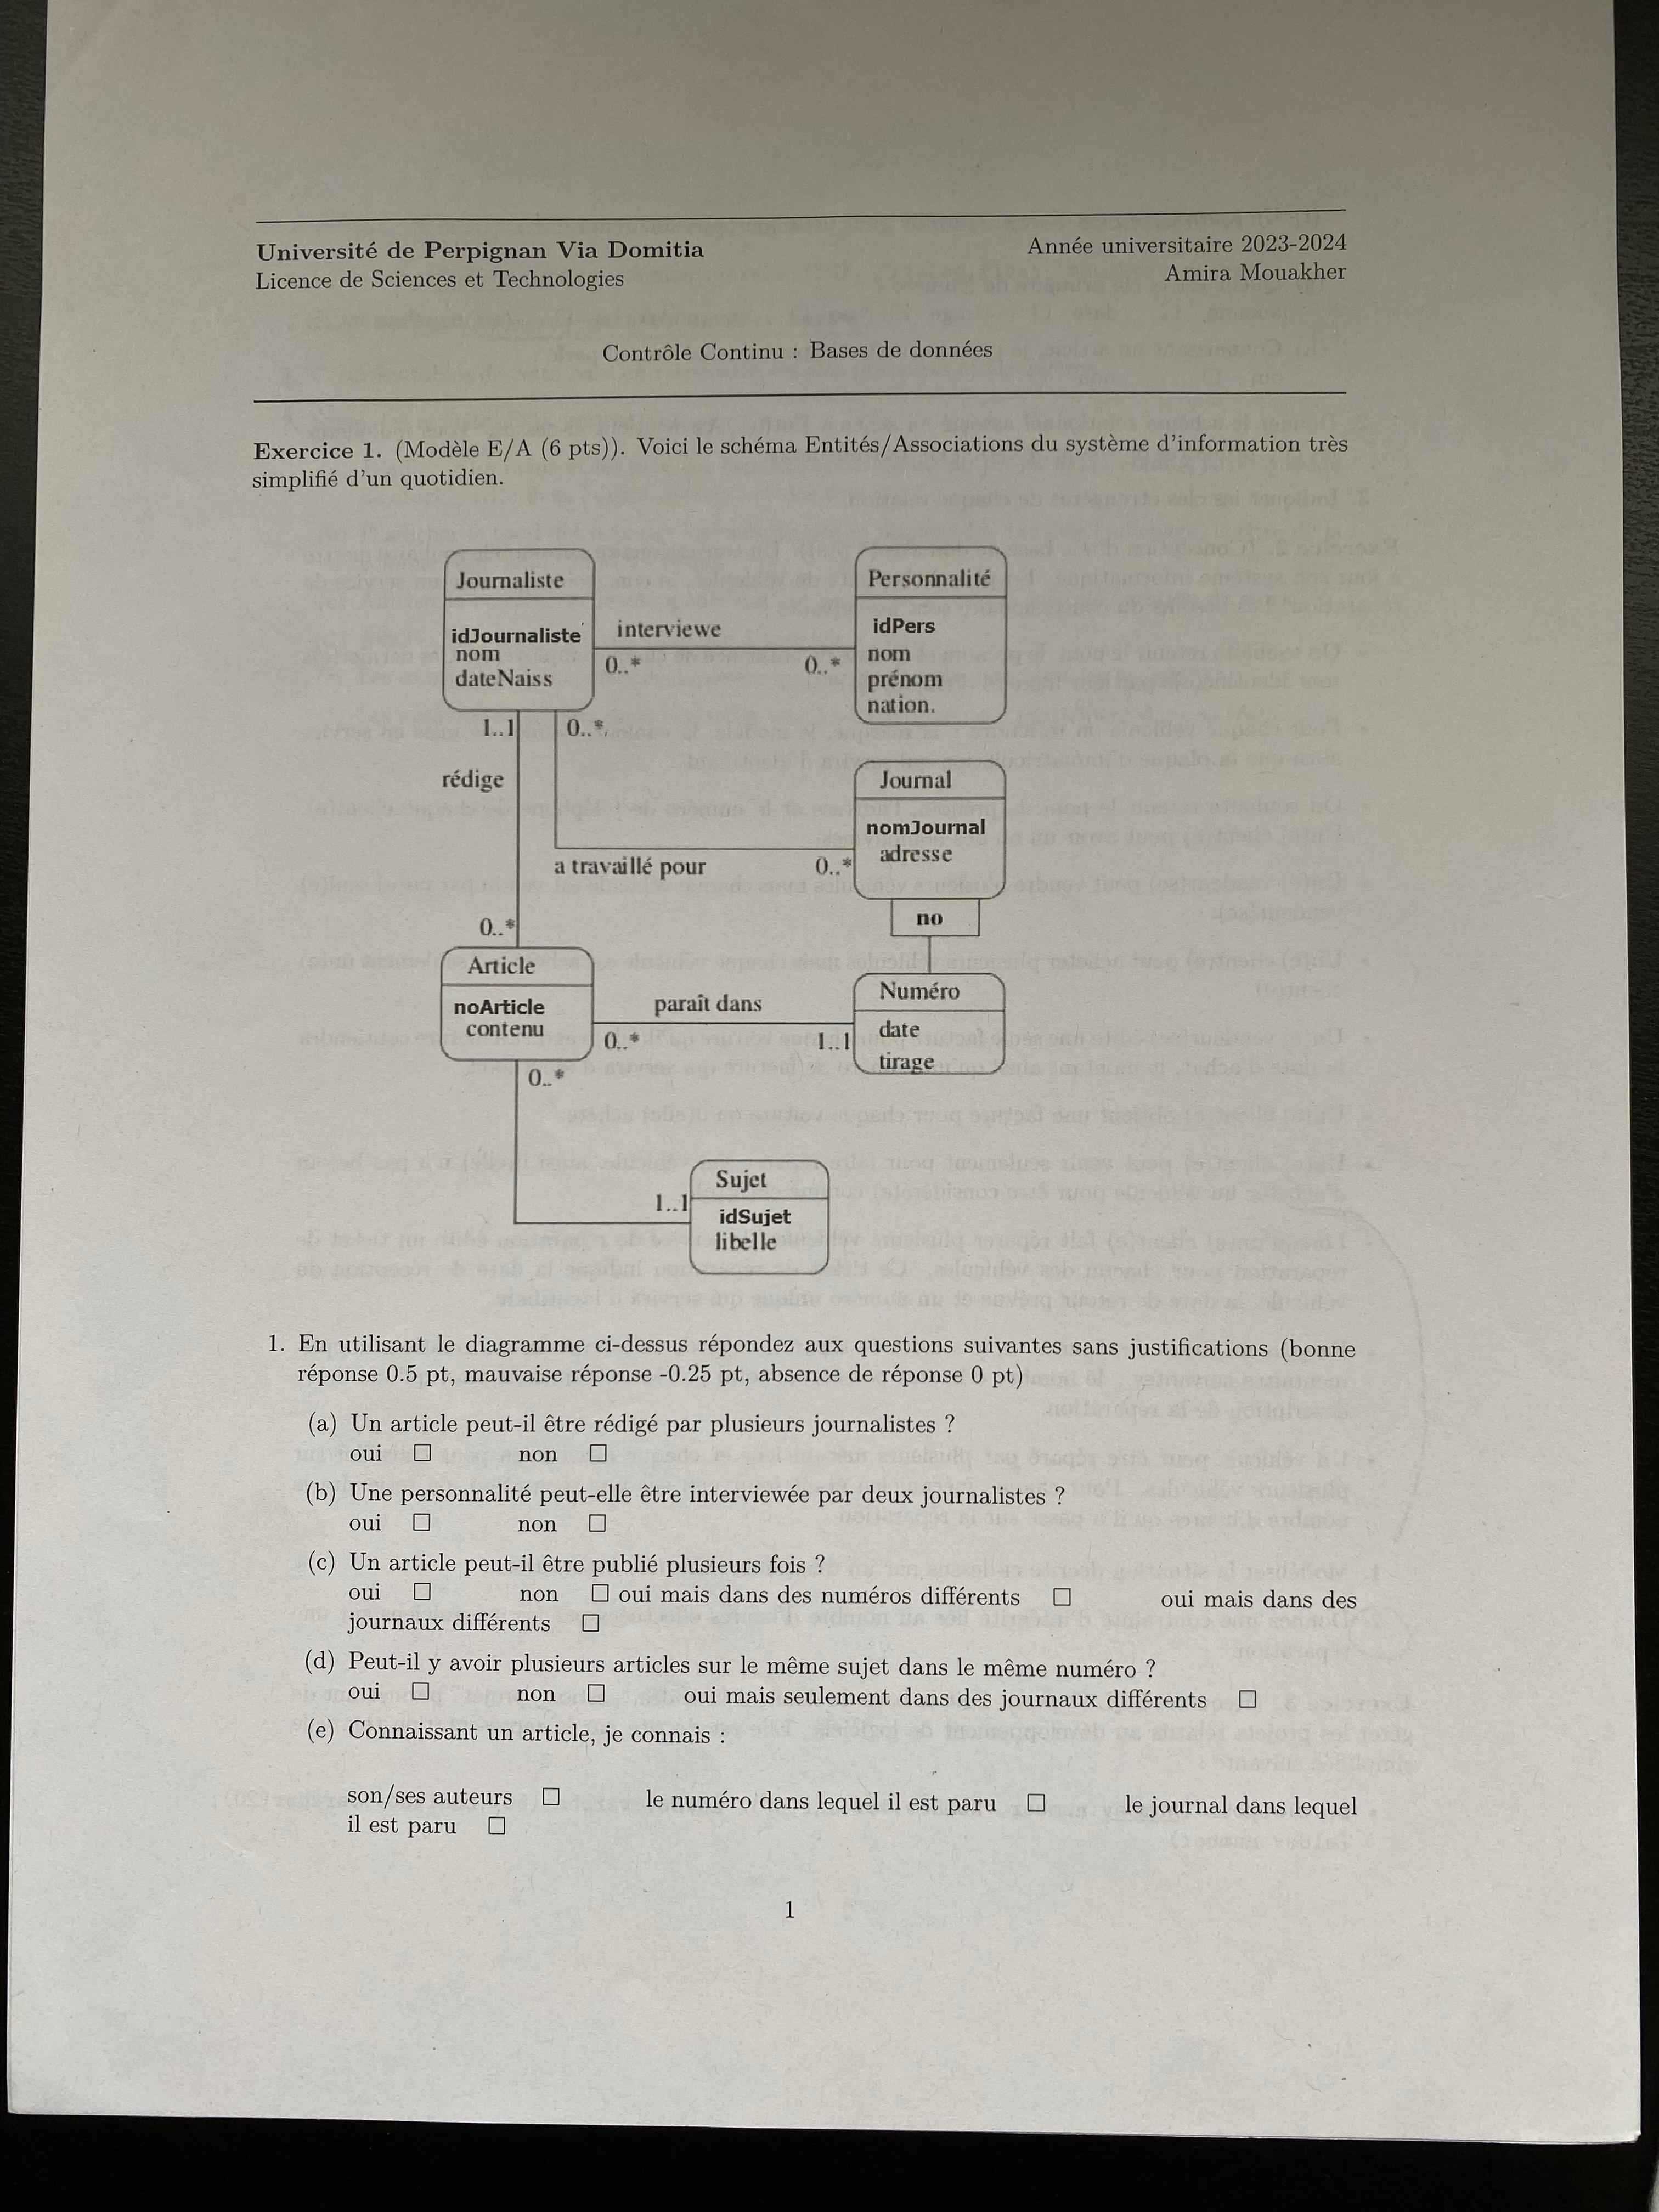 Université de Perpignan Via Domitia
Année universitaire 2023-2024
Licence de Sciences et Technologies
Amira Mouakher
Contrôle Continu : Bases de données
Exercice 1. (Modèle E/A (6 pts)). Voici le schéma Entités/Associations du système d'information très
simplifié d'un quotidien.
Journaliste
idJournaliste
nom
dateNaiss
interviewe
0..*
0..*
Personnalité
idPers
nom
prénom
nation.
1..1
0..*
rédige
Journal
nomJournal
adresse
a travaillé pour
0..*
no
0..*
Article
noArticle
contenu
paraît dans
0..*
1..1
Numéro
date
tirage
0..*
1..1
Sujet
idSujet
libelle
1. En utilisant le diagramme ci-dessus répondez aux questions suivantes sans justifications (bonne
réponse 0.5 pt, mauvaise réponse -0.25 pt, absence de réponse 0 pt)
(a) Un article peut-il être rédigé par plusieurs journalistes ?
oui ☐ non ☐
(b) Une personnalité peut-elle être interviewée par deux journalistes ?
oui ☐ non ☐
(c) Un article peut-il être publié plusieurs fois ?
oui ☐ non ☐ oui mais dans des numéros différents ☐ oui mais dans des
journaux différents ☐
(d) Peut-il y avoir plusieurs articles sur le même sujet dans le même numéro ?
oui ☐ non ☐ oui mais seulement dans des journaux différents ☐
(e) Connaissant un article, je connais :
son/ses auteurs ☐ le numéro dans lequel il est paru ☐ le journal dans lequel
il est paru ☐
1